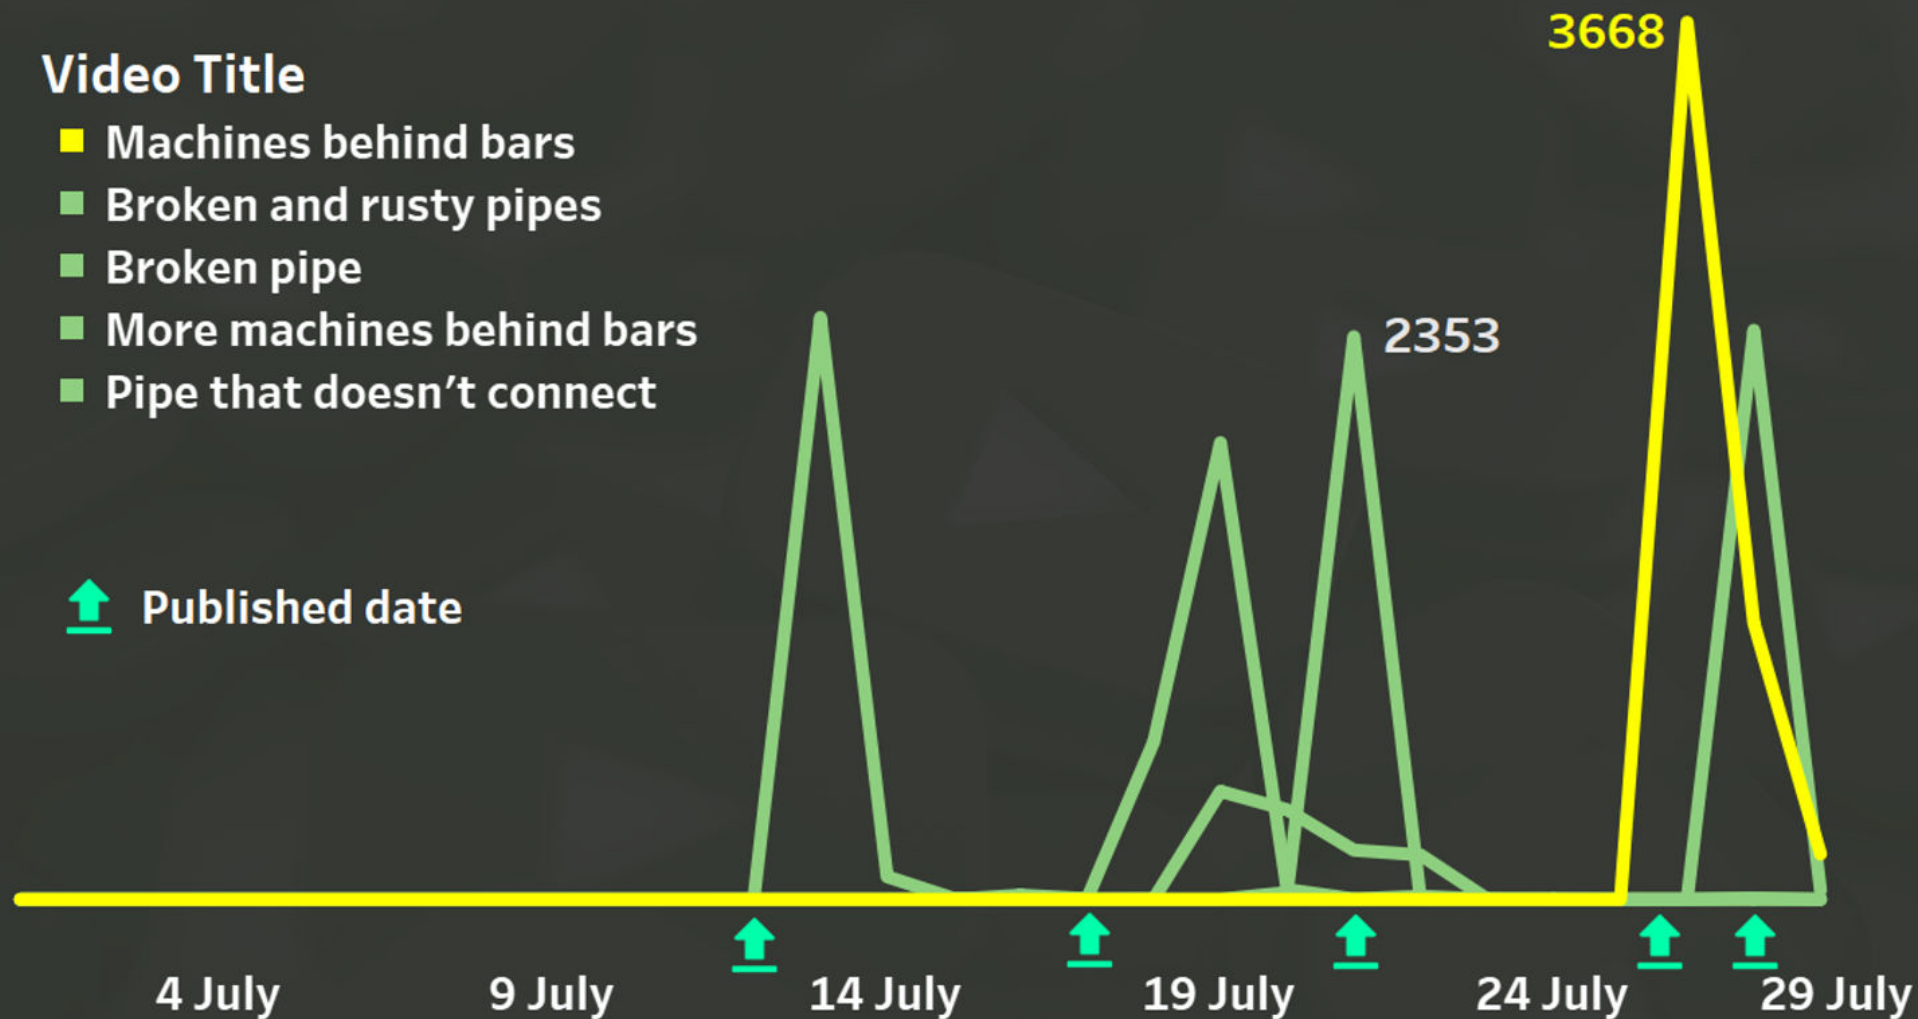 3668
Video Title
Machines behind bars
Broken and rusty pipes
Broken pipe
More machines behind bars
2353
Pipe that doesn’t connect
Published date
4 July
9 July
14 July
19 July
24 July
29 July